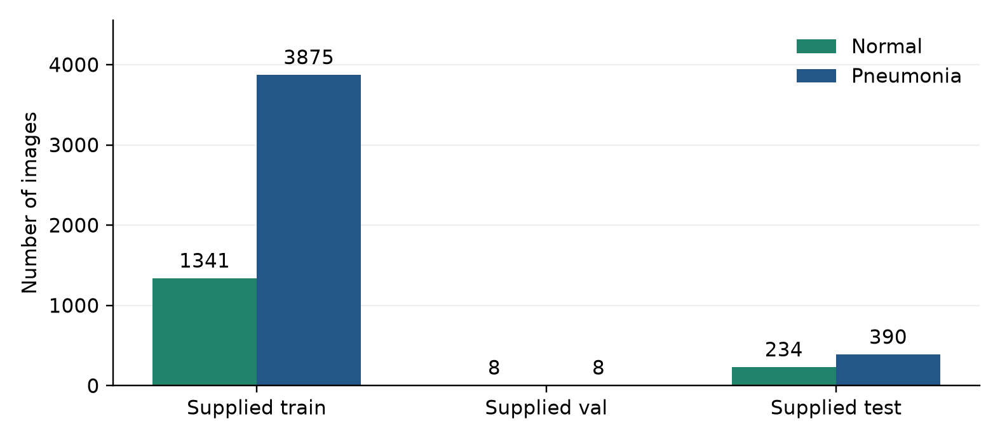 Normal
Pneumonia
Number of images
4000
3000
2000
1000
0
1341
3875
8
8
234
390
Supplied train
Supplied val
Supplied test